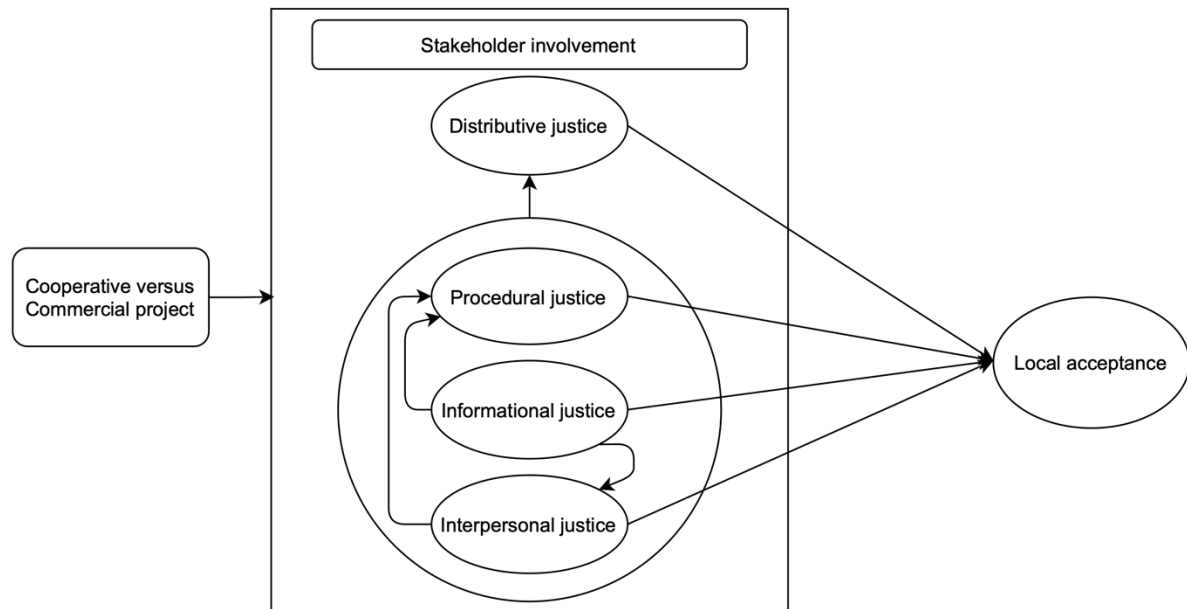 Stakeholder involvement
Distributive justice
Cooperative versus
Commercial project
Procedural justice
Informational justice
Interpersonal justice
Local acceptance